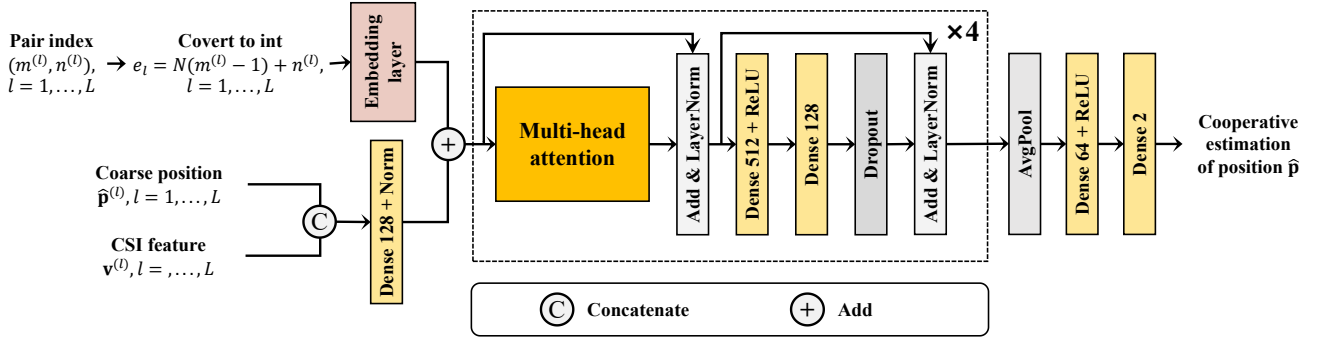 Pair index
(m^(l), n^(l)),
l = 1, . . . , L
Covert to int
e_l = N(m^(l) − 1) + n^(l),
l = 1, . . . , L
Embedding
layer
Coarse position
p̂^(l), l = 1, . . . , L
CSI feature
v^(l), l = , . . . , L
C
Dense 128 + Norm
+
Multi-head
attention
Add & LayerNorm
Dense 512 + ReLU
Dense 128
Dropout
Add & LayerNorm
×4
AvgPool
Dense 64 + ReLU
Dense 2
Cooperative
estimation
of position p̂
C Concatenate
+ Add